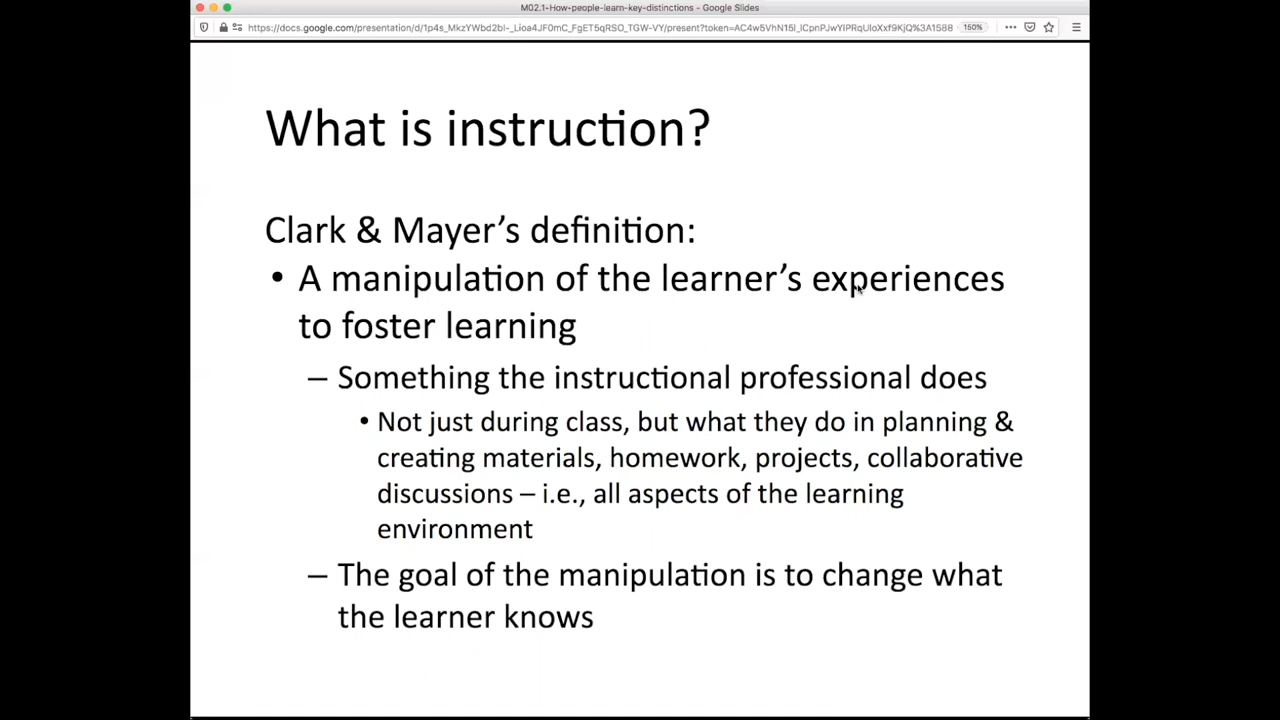 M02.1-How-people-learn-key-distinctions - Google Slides
150%
What is instruction?
Clark & Mayer's definition:
• A manipulation of the learner's experiences
to foster learning
– Something the instructional professional does
• Not just during class, but what they do in planning &
creating materials, homework, projects, collaborative
discussions – i.e., all aspects of the learning
environment
– The goal of the manipulation is to change what
the learner knows